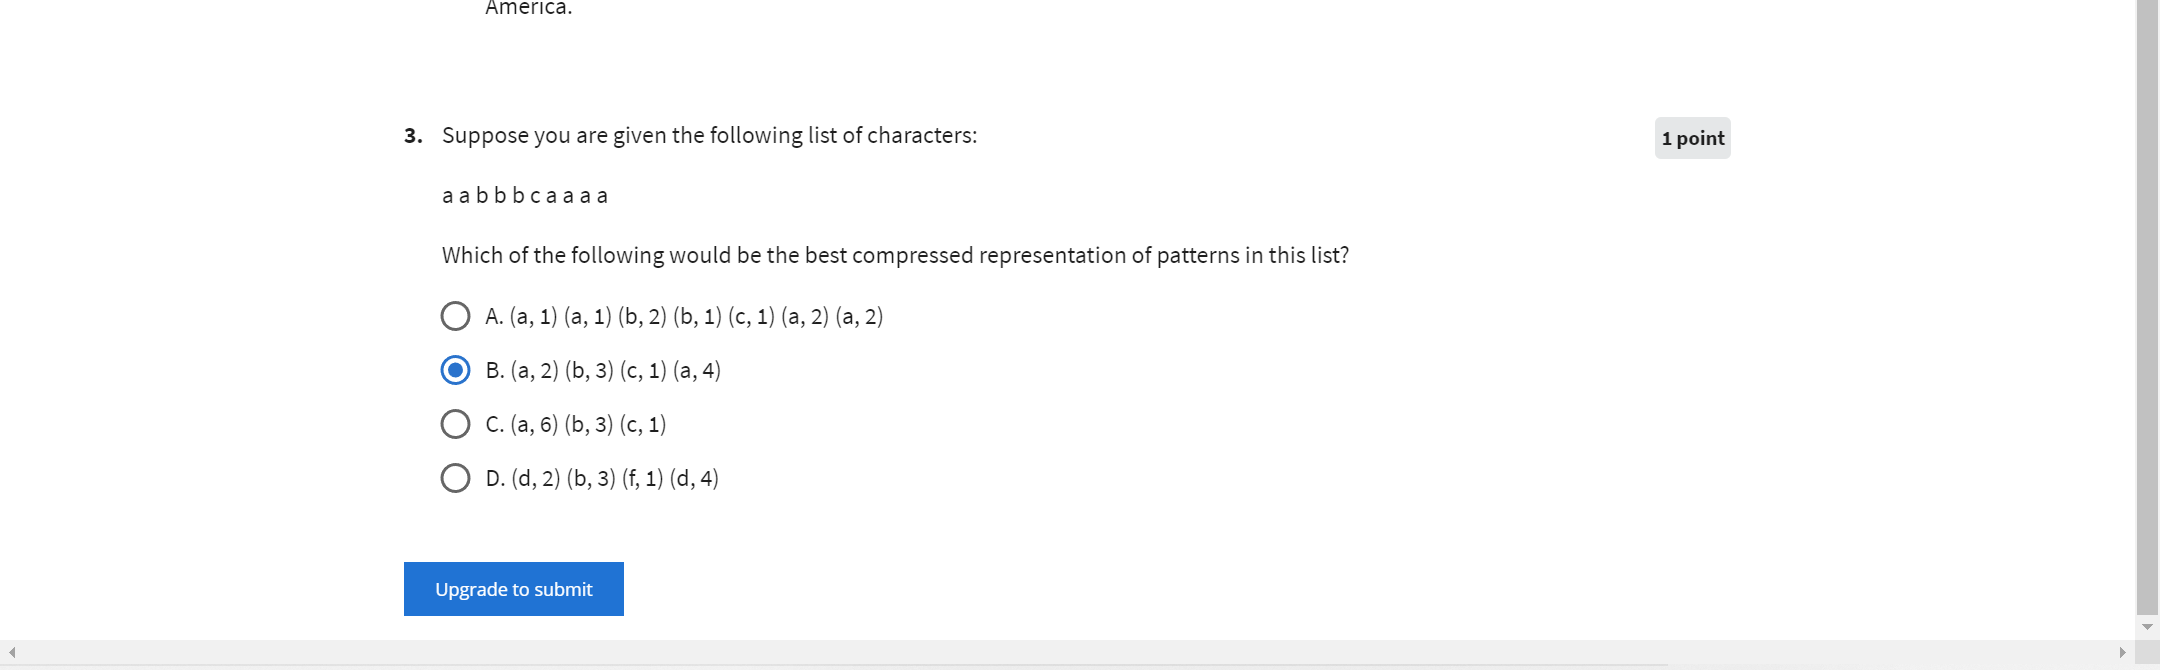 America.
3. Suppose you are given the following list of characters:
1 point
a a b b b c a a a a
Which of the following would be the best compressed representation of patterns in this list?
A. (a, 1) (a, 1) (b, 2) (b, 1) (c, 1) (a, 2) (a, 2)
B. (a, 2) (b, 3) (c, 1) (a, 4)
C. (a, 6) (b, 3) (c, 1)
D. (d, 2) (b, 3) (f, 1) (d, 4)
Upgrade to submit